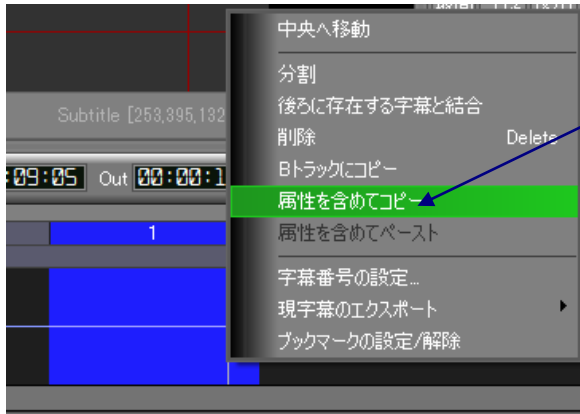 中央へ移動
分割
後ろに存在する字幕と結合
Subtitle [253,395,132
削除 Delete
Bトラックにコピー
:09:05 Out 00:00:1
属性を含めてコピー
1
属性を含めてペースト
字幕番号の設定...
現字幕のエクスポート
ブックマークの設定/解除